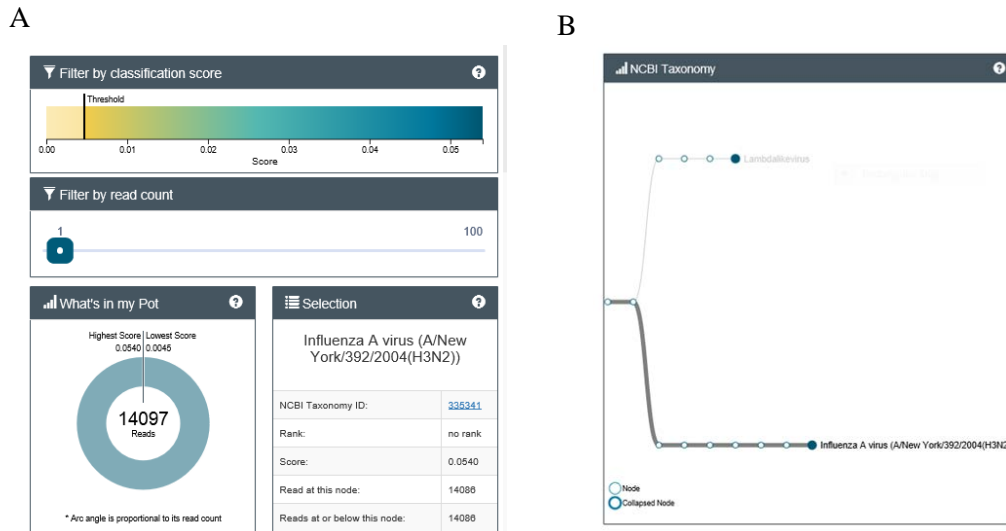 A
Filter by classification score
?
Threshold
0.00 0.01 0.02 0.03 0.04 0.05
Score
Filter by read count
1 100
What's in my Pot ?
Highest Score Lowest Score
0.0540 0.0045
14097
Reads
* Arc angle is proportional to its read count
Selection ?
Influenza A virus (A/New
York/392/2004(H3N2))
NCBI Taxonomy ID: 335341
Rank: no rank
Score: 0.0540
Read at this node: 14086
Reads at or below this node: 14086
B
NCBI Taxonomy ?
Lambdalikevirus
Influenza A virus (A/New York/392/2004(H3N2
Node
Collapsed Node